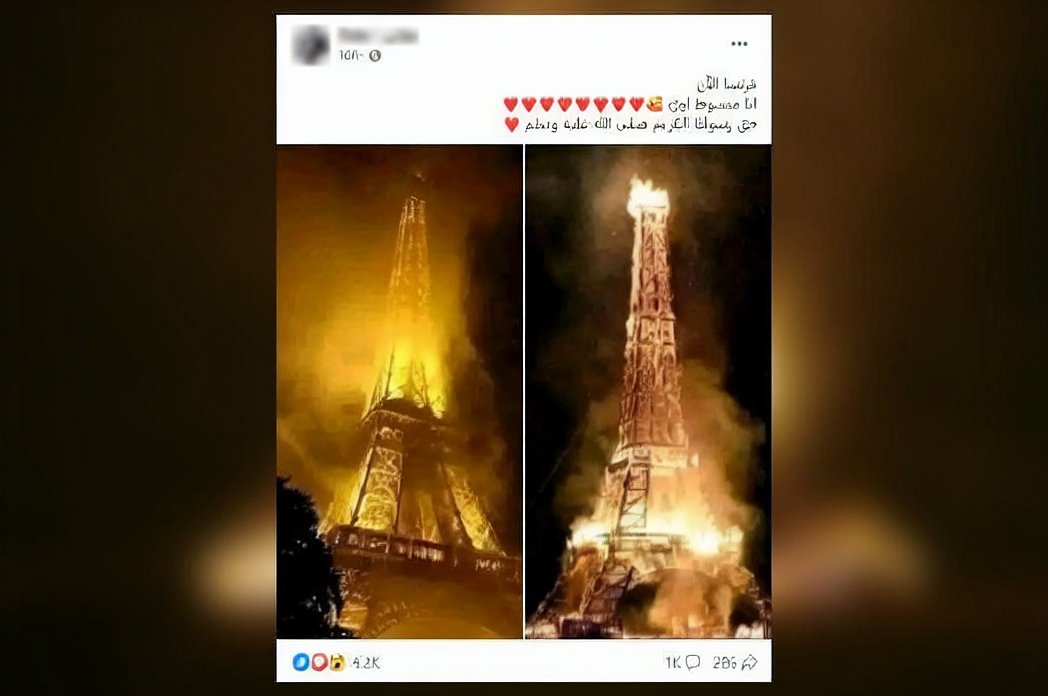 فرنسا الآن
انا مبسوط اوي
حق رسولنا الكريم صلى الله عليه وسلم
4.2K
1K
286